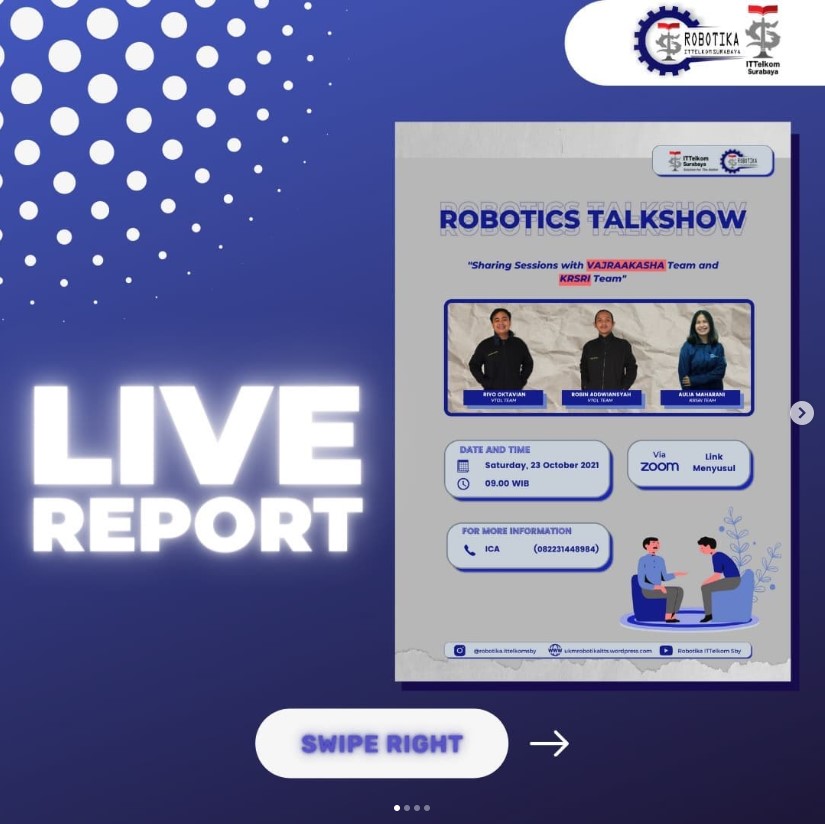 ROBOTIKA
ITTELKOM SURABAYA
ITTelkom
Surabaya
ITTelkom
Surabaya
ROBOTIKA
ROBOTICS TALKSHOW
"Sharing Sessions with VAJRAAKASHA Team and
KRSRI Team"
RIYO OKTAVIAN
VTOL TEAM
ROBIN ADDWIANSYAH
VTOL TEAM
AULIA MAHARANI
KRSRI TEAM
DATE AND TIME
Saturday, 23 October 2021
09.00 WIB
Via
zoom
Link
Menyusul
FOR MORE INFORMATION
ICA (082231448984)
@robotika.ittelkomsby
ukmrobotikaitts.wordpress.com
Robotika ITTelkom Sby
LIVE
REPORT
SWIPE RIGHT